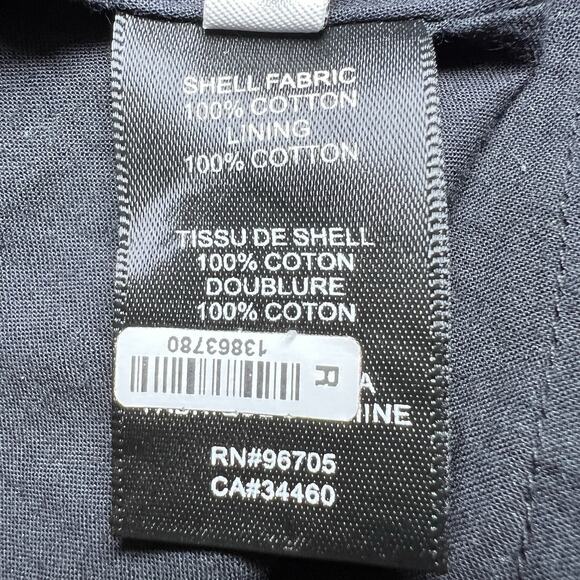 SHELL FABRIC
100% COTTON
LINING
100% COTTON
TISSU DE SHELL
100% COTON
DOUBLURE
100% COTON
13863780
R
RN#96705
CA#34460